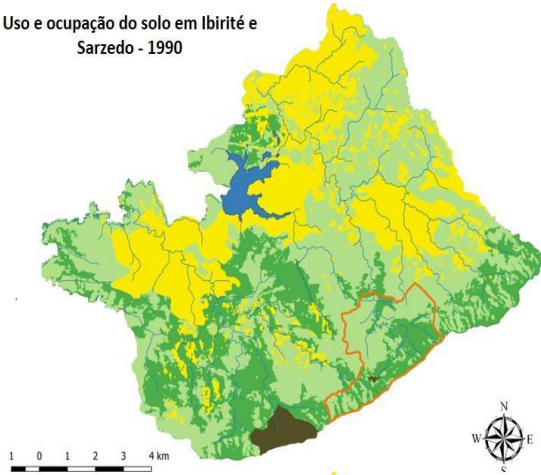 Uso e ocupação do solo em Ibirité e
Sarzedo - 1990
N
W E
S
1 0 1 2 3 4 km